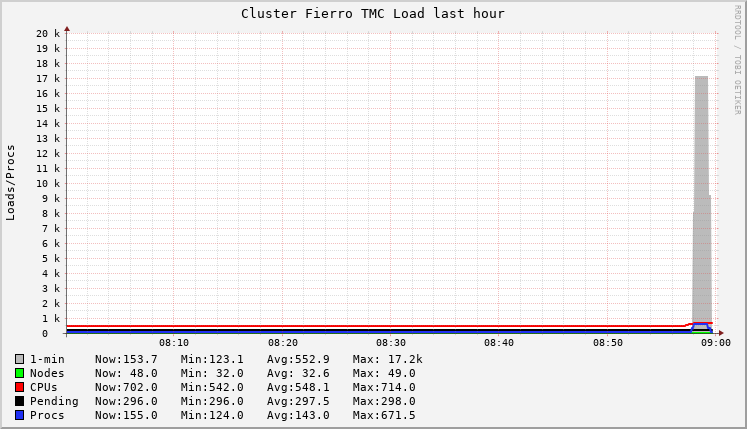 Cluster Fierro TMC Load last hour
RRDTOOL / TOBI OETIKER
Loads/Procs
20 k
19 k
18 k
17 k
16 k
15 k
14 k
13 k
12 k
11 k
10 k
9 k
8 k
7 k
6 k
5 k
4 k
3 k
2 k
1 k
0
08:10 08:20 08:30 08:40 08:50 09:00
1-min Now:153.7 Min:123.1 Avg:552.9 Max: 17.2k
Nodes Now: 48.0 Min: 32.0 Avg: 32.6 Max: 49.0
CPUs Now:702.0 Min:542.0 Avg:548.1 Max:714.0
Pending Now:296.0 Min:296.0 Avg:297.5 Max:298.0
Procs Now:155.0 Min:124.0 Avg:143.0 Max:671.5